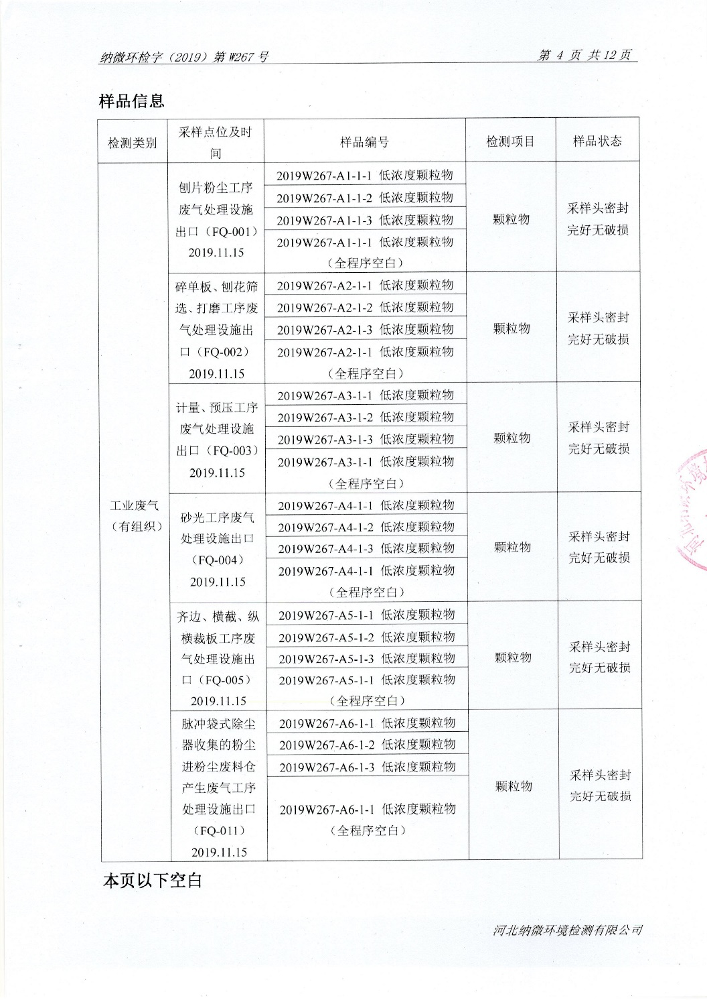 纳微环检字（2019）第W267号 第 4 页 共12页
样品信息
检测类别 采样点位及时间 样品编号 检测项目 样品状态
工业废气
（有组织）
刨片粉尘工序
废气处理设施
出口（FQ-001）
2019.11.15
2019W267-A1-1-1 低浓度颗粒物
2019W267-A1-1-2 低浓度颗粒物
2019W267-A1-1-3 低浓度颗粒物
2019W267-A1-1-1 低浓度颗粒物
（全程序空白）
颗粒物
采样头密封
完好无破损
碎单板、刨花筛
选、打磨工序废
气处理设施出
口（FQ-002）
2019.11.15
2019W267-A2-1-1 低浓度颗粒物
2019W267-A2-1-2 低浓度颗粒物
2019W267-A2-1-3 低浓度颗粒物
2019W267-A2-1-1 低浓度颗粒物
（全程序空白）
颗粒物
采样头密封
完好无破损
计量、预压工序
废气处理设施
出口（FQ-003）
2019.11.15
2019W267-A3-1-1 低浓度颗粒物
2019W267-A3-1-2 低浓度颗粒物
2019W267-A3-1-3 低浓度颗粒物
2019W267-A3-1-1 低浓度颗粒物
（全程序空白）
颗粒物
采样头密封
完好无破损
砂光工序废气
处理设施出口
（FQ-004）
2019.11.15
2019W267-A4-1-1 低浓度颗粒物
2019W267-A4-1-2 低浓度颗粒物
2019W267-A4-1-3 低浓度颗粒物
2019W267-A4-1-1 低浓度颗粒物
（全程序空白）
颗粒物
采样头密封
完好无破损
齐边、横截、纵
横裁板工序废
气处理设施出
口（FQ-005）
2019.11.15
2019W267-A5-1-1 低浓度颗粒物
2019W267-A5-1-2 低浓度颗粒物
2019W267-A5-1-3 低浓度颗粒物
2019W267-A5-1-1 低浓度颗粒物
（全程序空白）
颗粒物
采样头密封
完好无破损
脉冲袋式除尘
器收集的粉尘
进粉尘废料仓
产生废气工序
处理设施出口
（FQ-011）
2019.11.15
2019W267-A6-1-1 低浓度颗粒物
2019W267-A6-1-2 低浓度颗粒物
2019W267-A6-1-3 低浓度颗粒物
2019W267-A6-1-1 低浓度颗粒物
（全程序空白）
颗粒物
采样头密封
完好无破损
本页以下空白
河北纳微环境检测有限公司